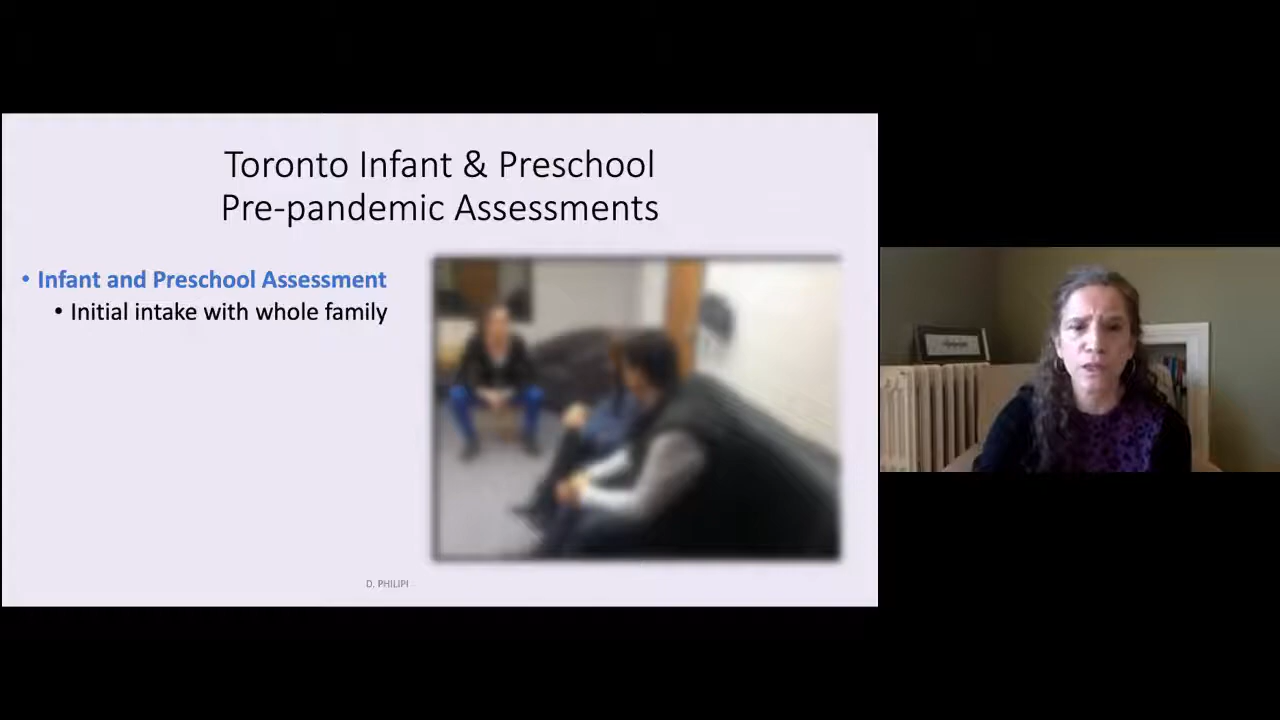 Toronto Infant & Preschool
Pre-pandemic Assessments
• Infant and Preschool Assessment
• Initial intake with whole family
D. PHILIPI